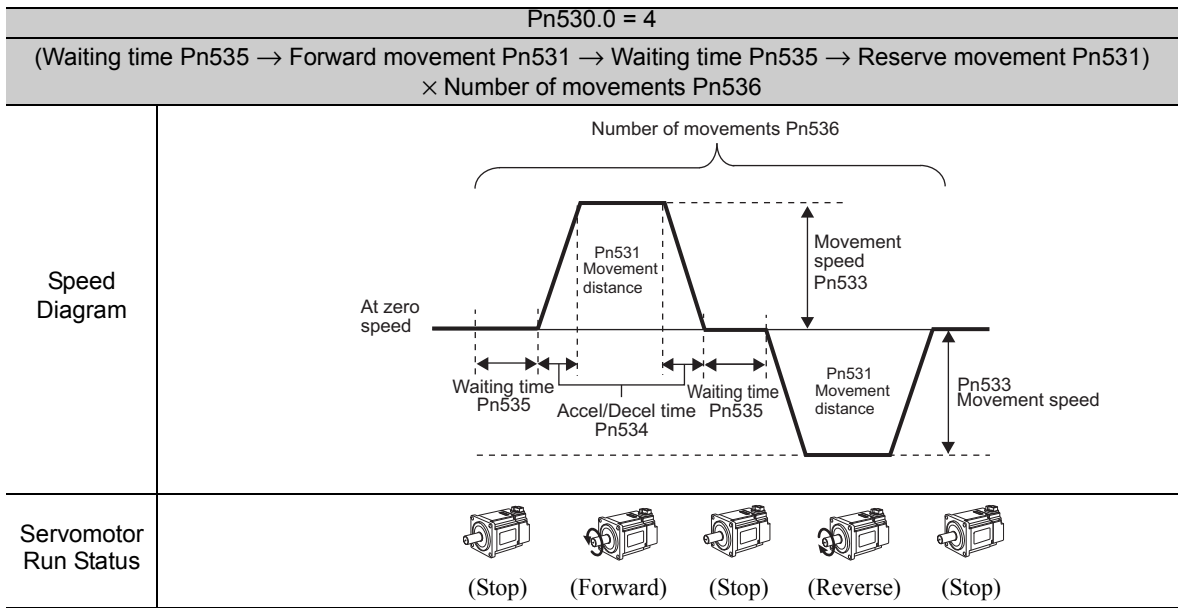 Pn530.0 = 4
(Waiting time Pn535 → Forward movement Pn531 → Waiting time Pn535 → Reserve movement Pn531)
× Number of movements Pn536
Speed
Diagram
Number of movements Pn536
Pn531
Movement
distance
Movement
speed
Pn533
At zero
speed
Waiting time
Pn535
Accel/Decel time
Pn534
Waiting time
Pn535
Pn531
Movement
distance
Pn533
Movement speed
Servomotor
Run Status
(Stop) (Forward) (Stop) (Reverse) (Stop)